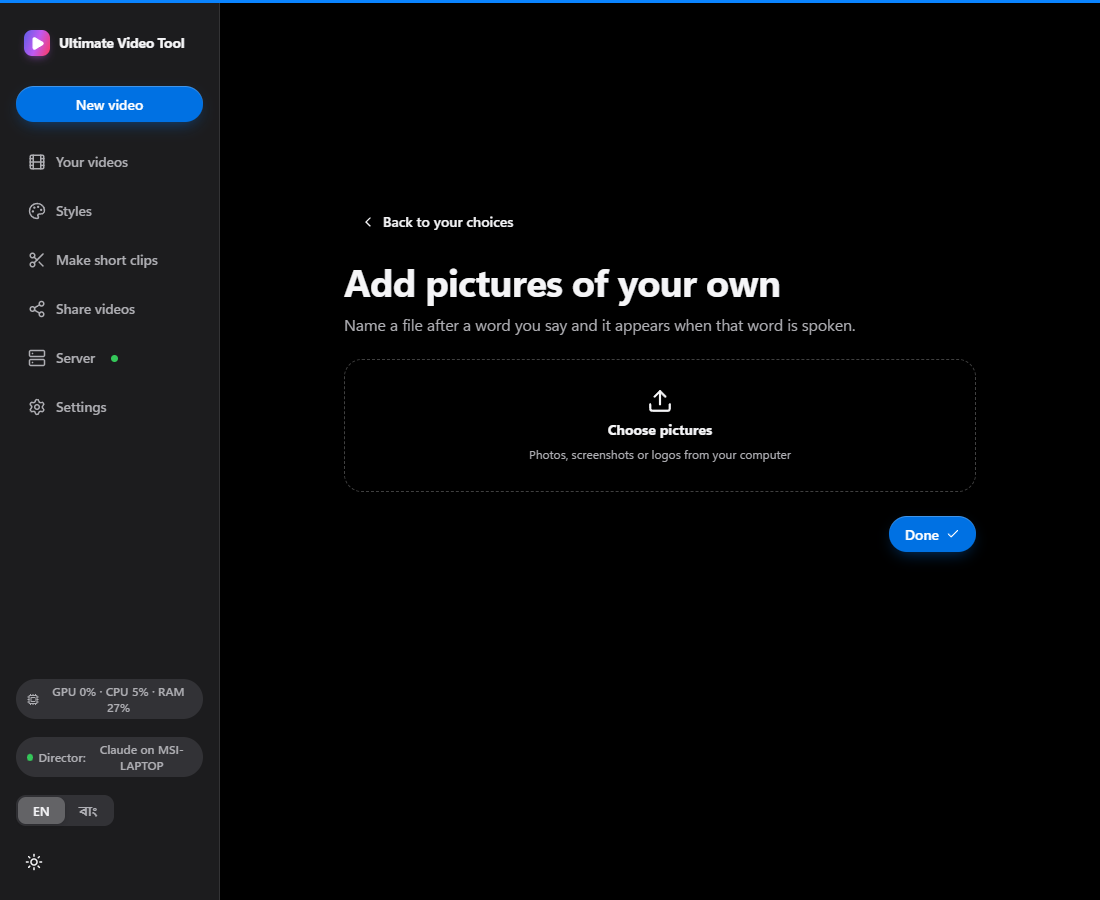 Ultimate Video Tool
New video
Your videos
Styles
Make short clips
Share videos
Server
Settings
GPU 0% · CPU 5% · RAM
27%
Director: Claude on MSI-
LAPTOP
EN বাং
Back to your choices
Add pictures of your own
Name a file after a word you say and it appears when that word is spoken.
Choose pictures
Photos, screenshots or logos from your computer
Done